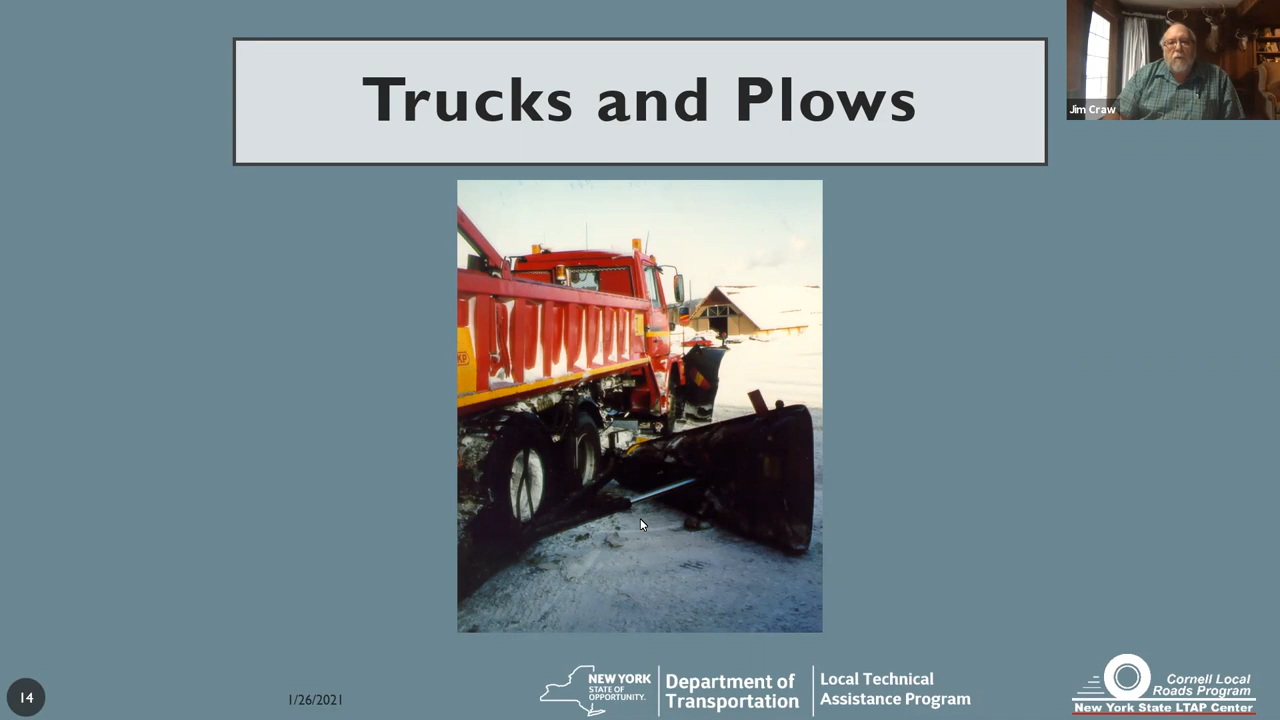 Trucks and Plows
Jim Craw
KP
14
1/26/2021
NEW YORK
STATE OF
OPPORTUNITY.
Department of
Transportation
Local Technical
Assistance Program
Cornell Local
Roads Program
New York State LTAP Center